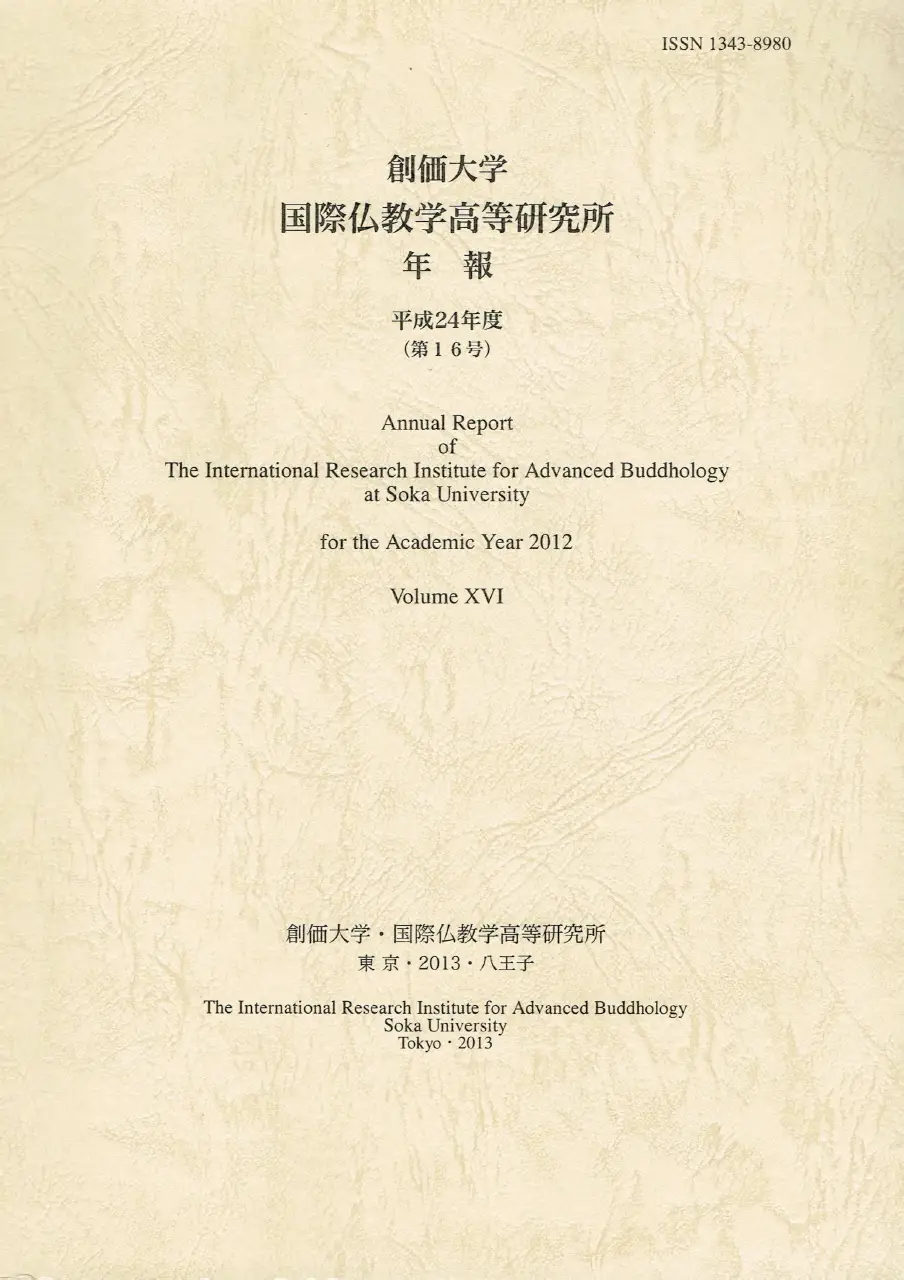 ISSN 1343-8980
創価大学
国際仏教学高等研究所
年　報
平成24年度
（第１６号）
Annual Report
of
The International Research Institute for Advanced Buddhology
at Soka University
for the Academic Year 2012
Volume XVI
創価大学・国際仏教学高等研究所
東 京・2013・八王子
The International Research Institute for Advanced Buddhology
Soka University
Tokyo・2013